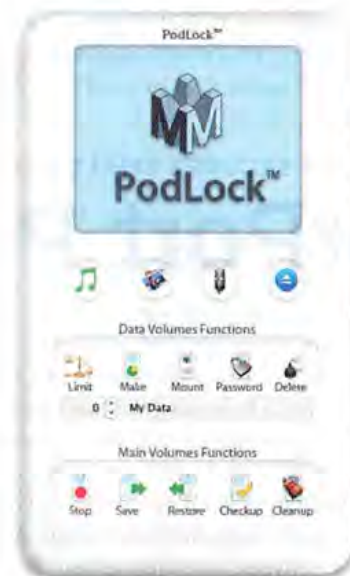 PodLock™
MM
PodLock™
Data Volumes Functions
Limit Make Mount Password Delete
0 My Data
Main Volumes Functions
Stop Save Restore Checkup Cleanup